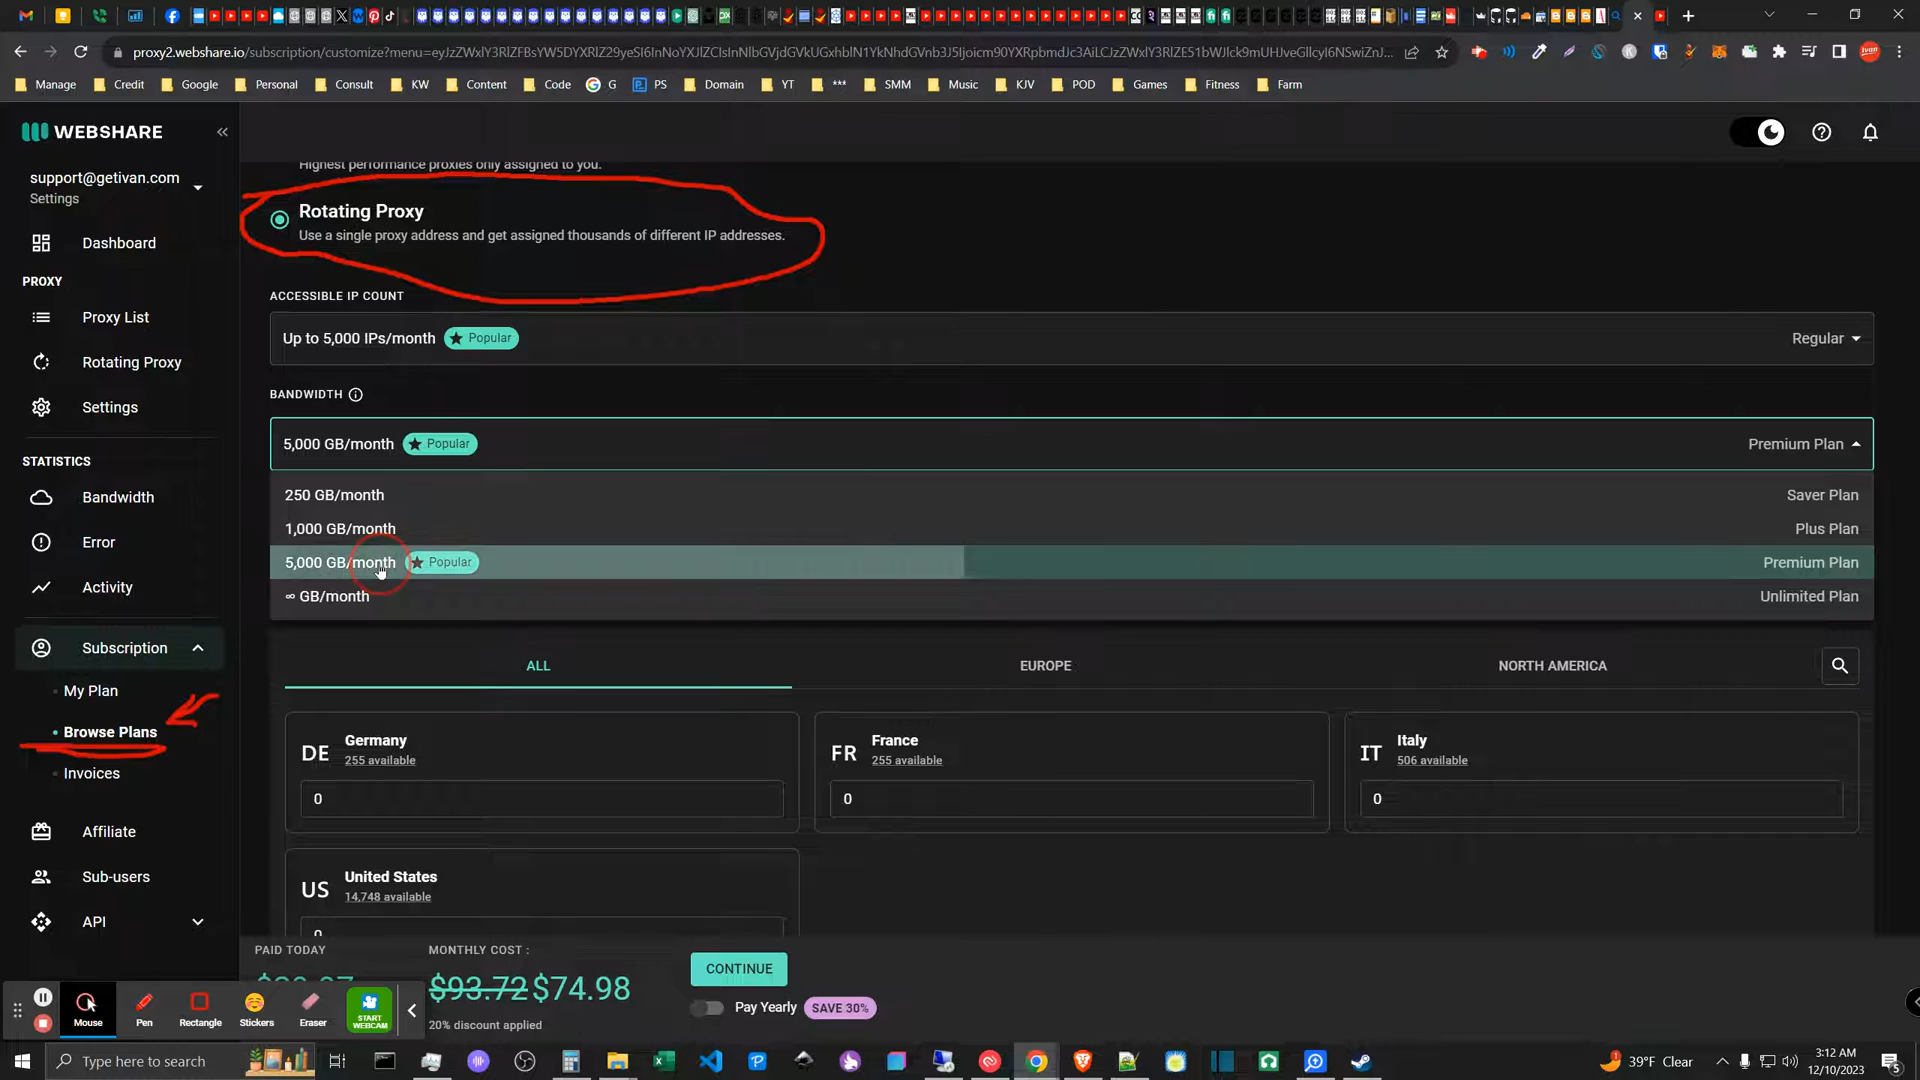 proxy2.webshare.io/subscription/customize?menu=
Manage Credit Google Personal Consult KW Content Code G PS Domain YT *** SMM Music KJV POD Games Fitness Farm
WEBSHARE
support@getivan.com
Settings
Dashboard
PROXY
Proxy List
Rotating Proxy
Settings
STATISTICS
Bandwidth
Error
Activity
Subscription
My Plan
Browse Plans
Invoices
Affiliate
Sub-users
API
Highest performance proxies only assigned to you.
Rotating Proxy
Use a single proxy address and get assigned thousands of different IP addresses.
ACCESSIBLE IP COUNT
Up to 5,000 IPs/month Popular Regular
BANDWIDTH
5,000 GB/month Popular Premium Plan
250 GB/month Saver Plan
1,000 GB/month Plus Plan
5,000 GB/month Popular Premium Plan
∞ GB/month Unlimited Plan
ALL EUROPE NORTH AMERICA
DE Germany
255 available
0
FR France
255 available
0
IT Italy
506 available
0
US United States
14,748 available
0
PAID TODAY
MONTHLY COST :
$93.72 $74.98
20% discount applied
CONTINUE
Pay Yearly SAVE 30%
Mouse Pen Rectangle Stickers Eraser START WEBCAM
Type here to search
39°F Clear
3:12 AM
12/10/2023
5